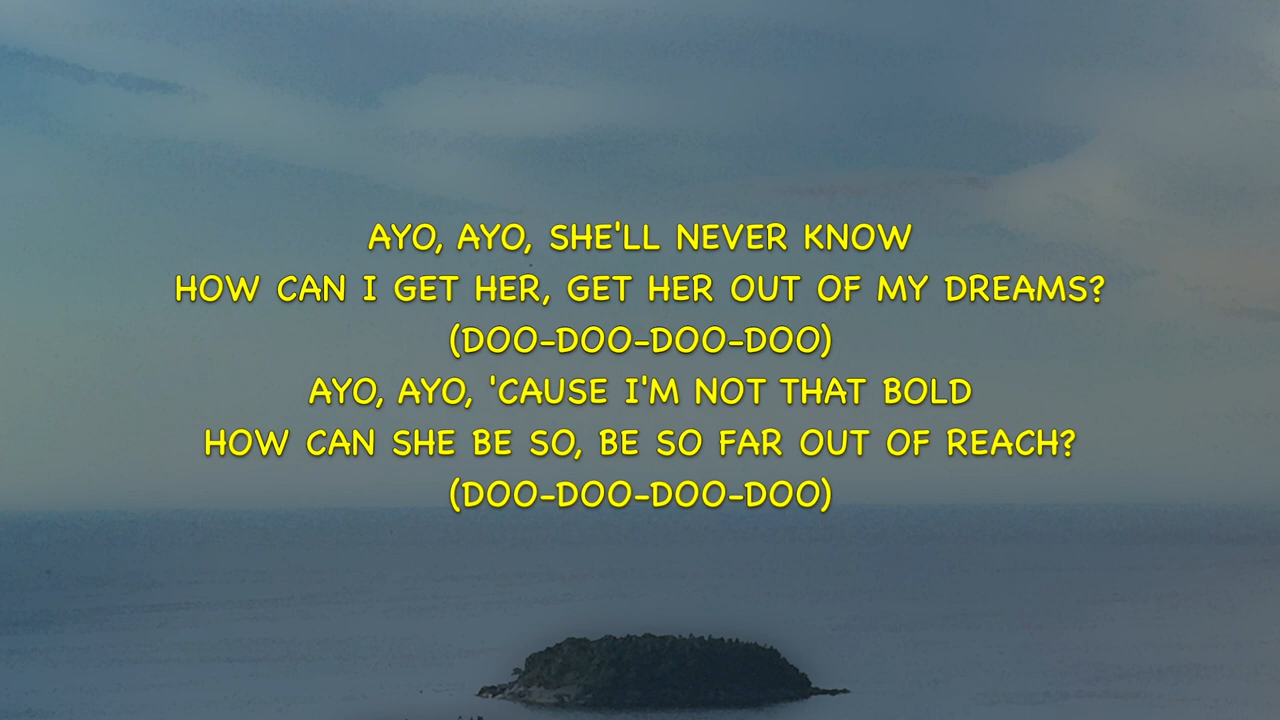 AYO, AYO, SHE'LL NEVER KNOW
HOW CAN I GET HER, GET HER OUT OF MY DREAMS?
(DOO-DOO-DOO-DOO)
AYO, AYO, 'CAUSE I'M NOT THAT BOLD
HOW CAN SHE BE SO, BE SO FAR OUT OF REACH?
(DOO-DOO-DOO-DOO)